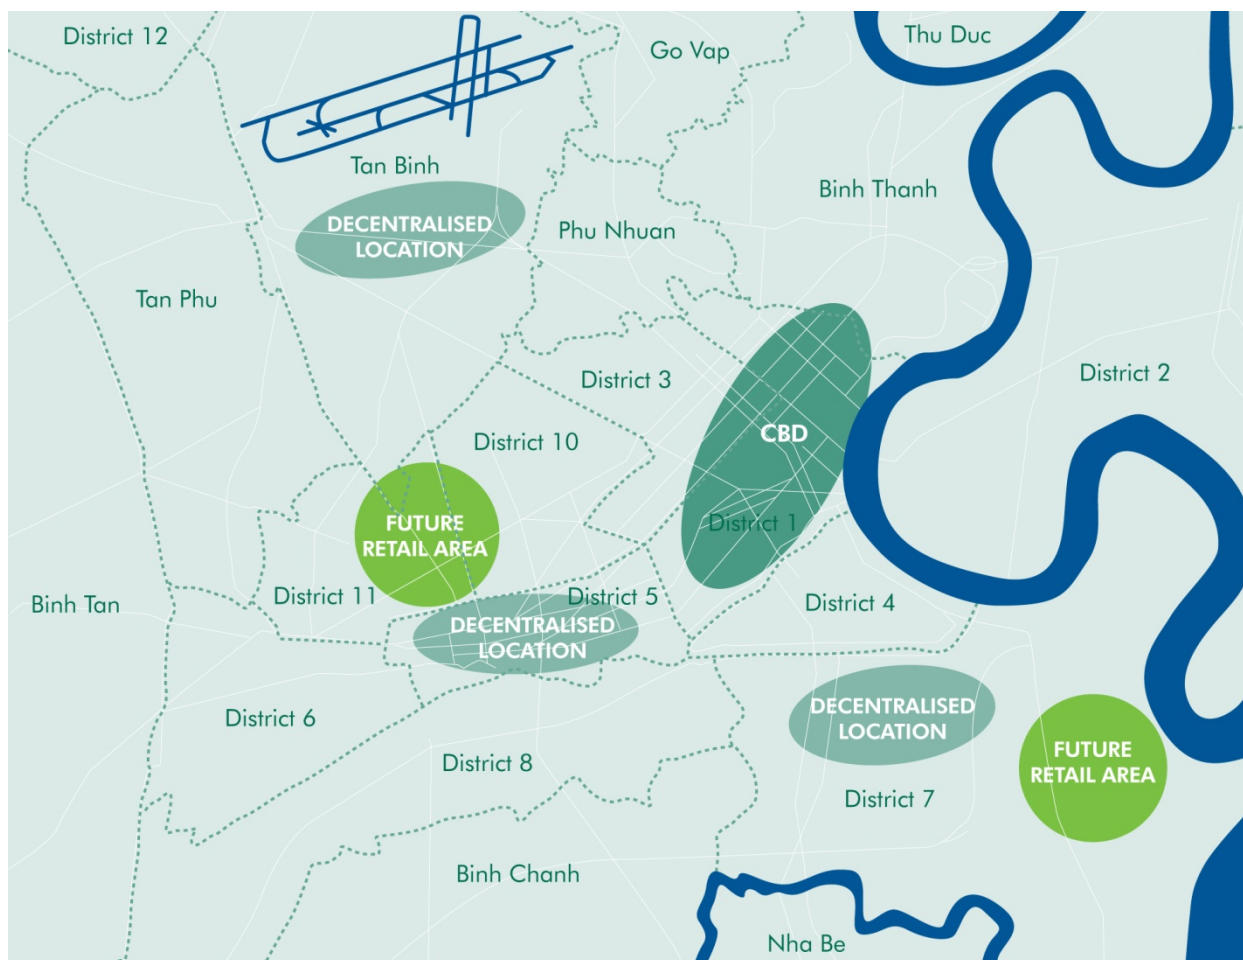 District 12
Go Vap
Thu Duc
Tan Binh
Binh Thanh
DECENTRALISED
LOCATION
Phu Nhuan
Tan Phu
District 3
District 2
CBD
District 10
FUTURE
RETAIL AREA
District 1
District 11
District 5
Binh Tan
District 4
DECENTRALISED
LOCATION
District 6
DECENTRALISED
LOCATION
FUTURE
RETAIL AREA
District 8
District 7
Binh Chanh
Nha Be